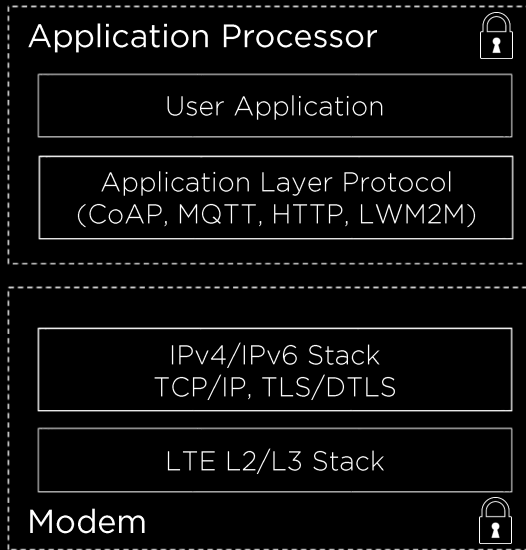 Application Processor
User Application
Application Layer Protocol
(CoAP, MQTT, HTTP, LWM2M)
IPv4/IPv6 Stack
TCP/IP, TLS/DTLS
LTE L2/L3 Stack
Modem